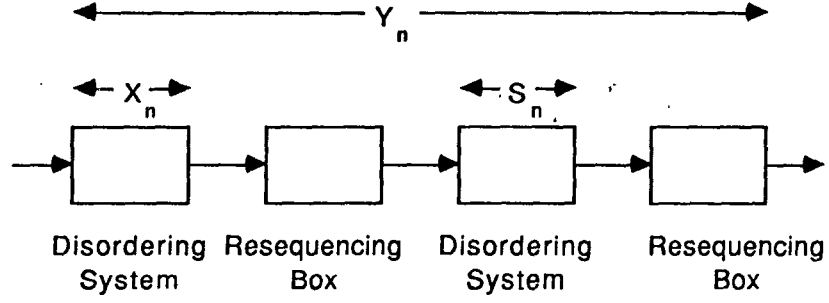 Y_n
X_n S_n
Disordering System Resequencing Box Disordering System Resequencing Box